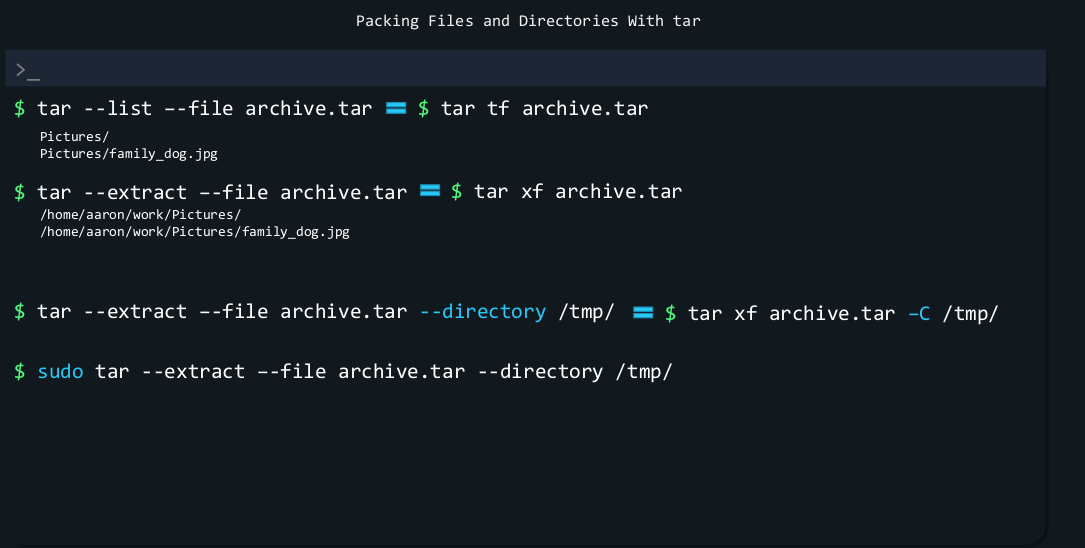 Packing Files and Directories With tar
>_
$ tar --list --file archive.tar = $ tar tf archive.tar
Pictures/
Pictures/family_dog.jpg
$ tar --extract --file archive.tar = $ tar xf archive.tar
/home/aaron/work/Pictures/
/home/aaron/work/Pictures/family_dog.jpg
$ tar --extract --file archive.tar --directory /tmp/ = $ tar xf archive.tar -C /tmp/
$ sudo tar --extract --file archive.tar --directory /tmp/